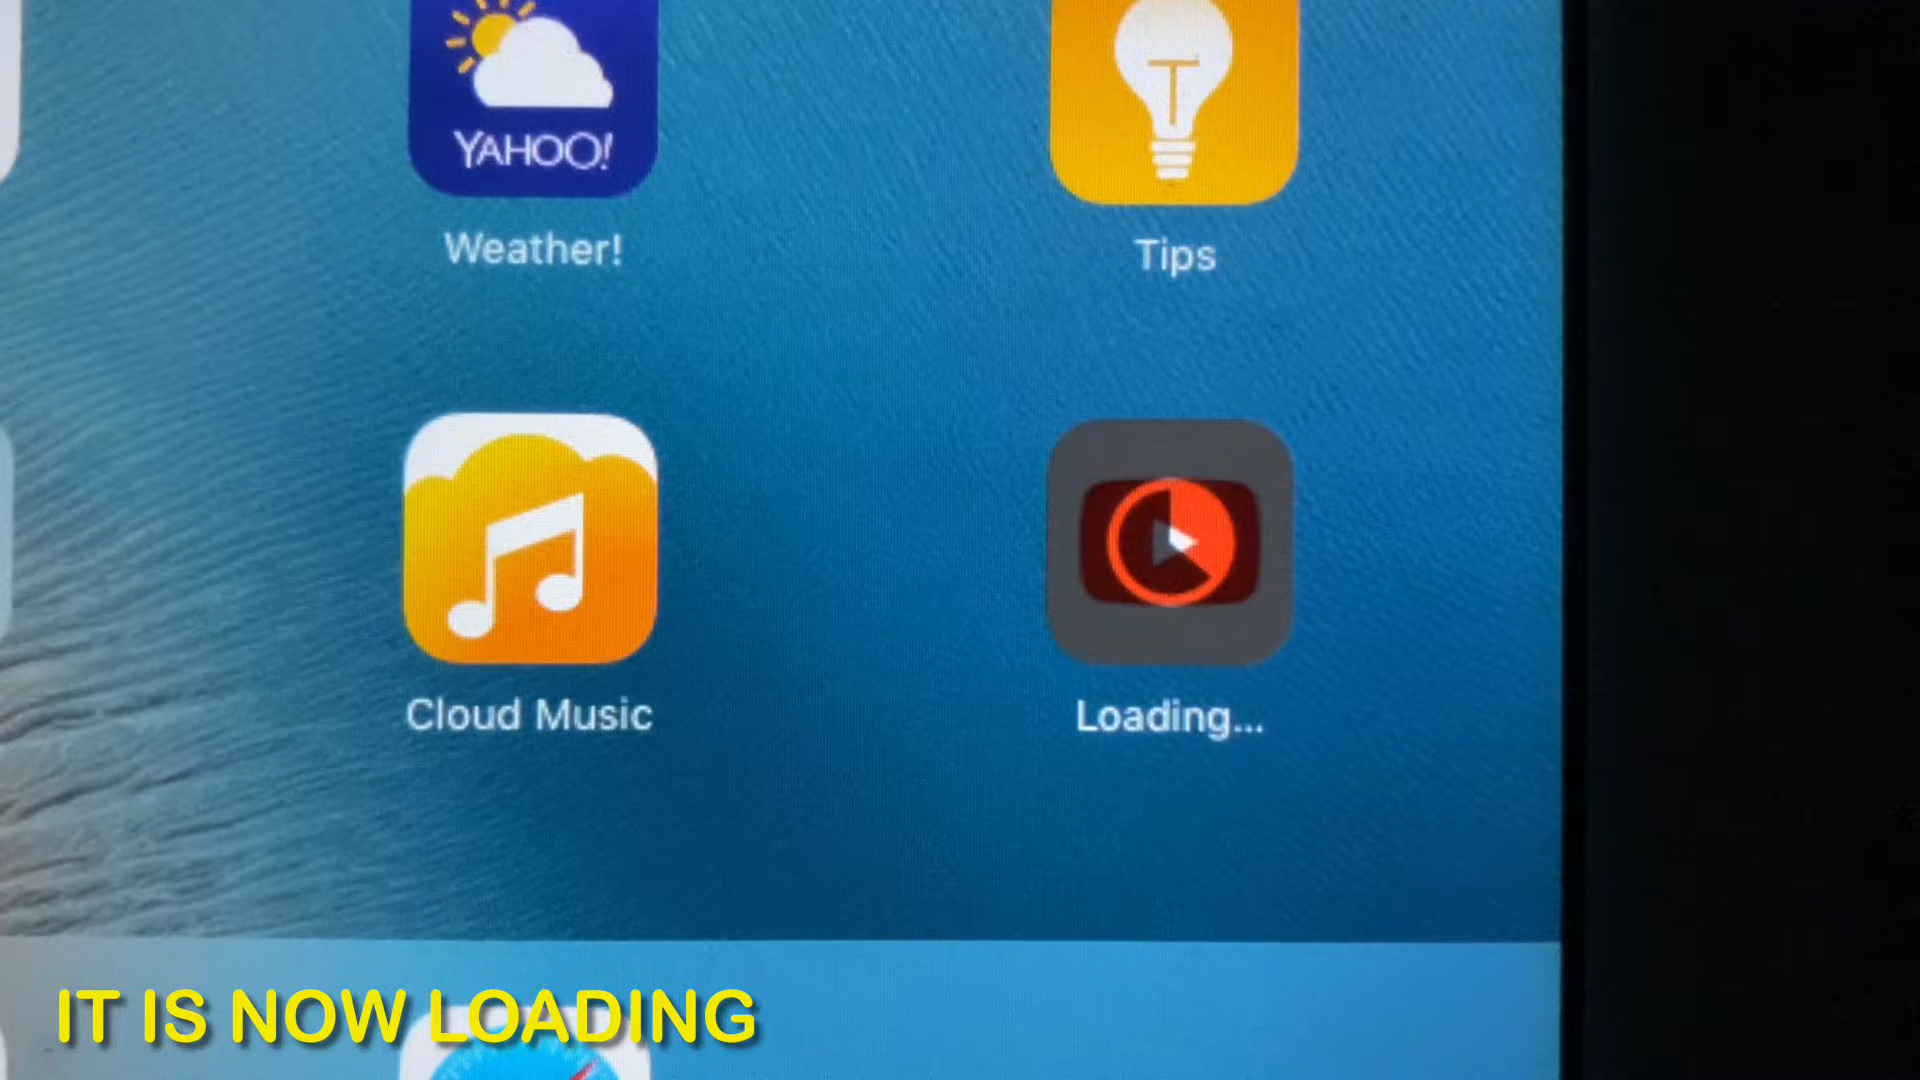 YAHOO!
Weather!
Tips
Cloud Music
Loading...
IT IS NOW LOADING